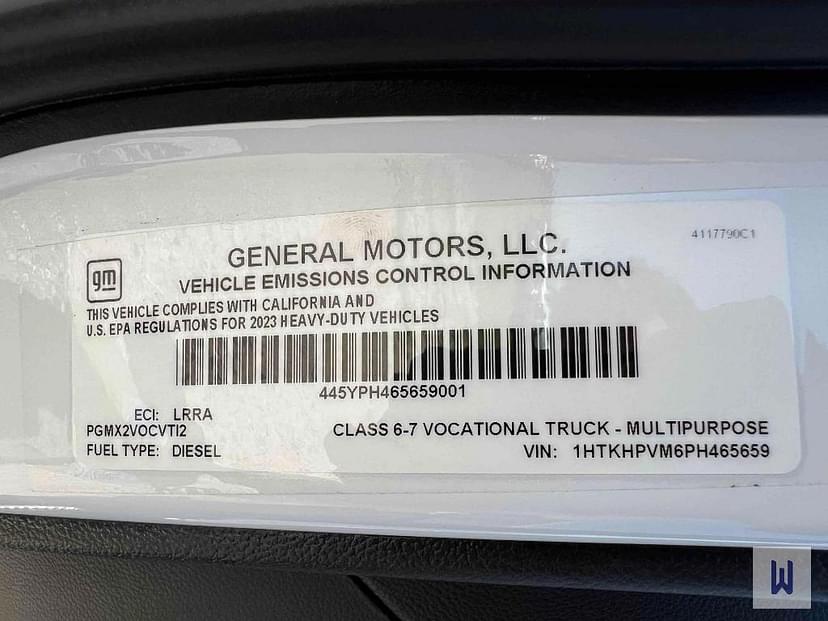 4117790C1
GENERAL MOTORS, LLC.
gm
VEHICLE EMISSIONS CONTROL INFORMATION
THIS VEHICLE COMPLIES WITH CALIFORNIA AND
U.S. EPA REGULATIONS FOR 2023 HEAVY-DUTY VEHICLES
445YPH465659001
ECI: LRRA
PGMX2VOCVTI2 CLASS 6-7 VOCATIONAL TRUCK - MULTIPURPOSE
FUEL TYPE: DIESEL VIN: 1HTKHPVM6PH465659
W